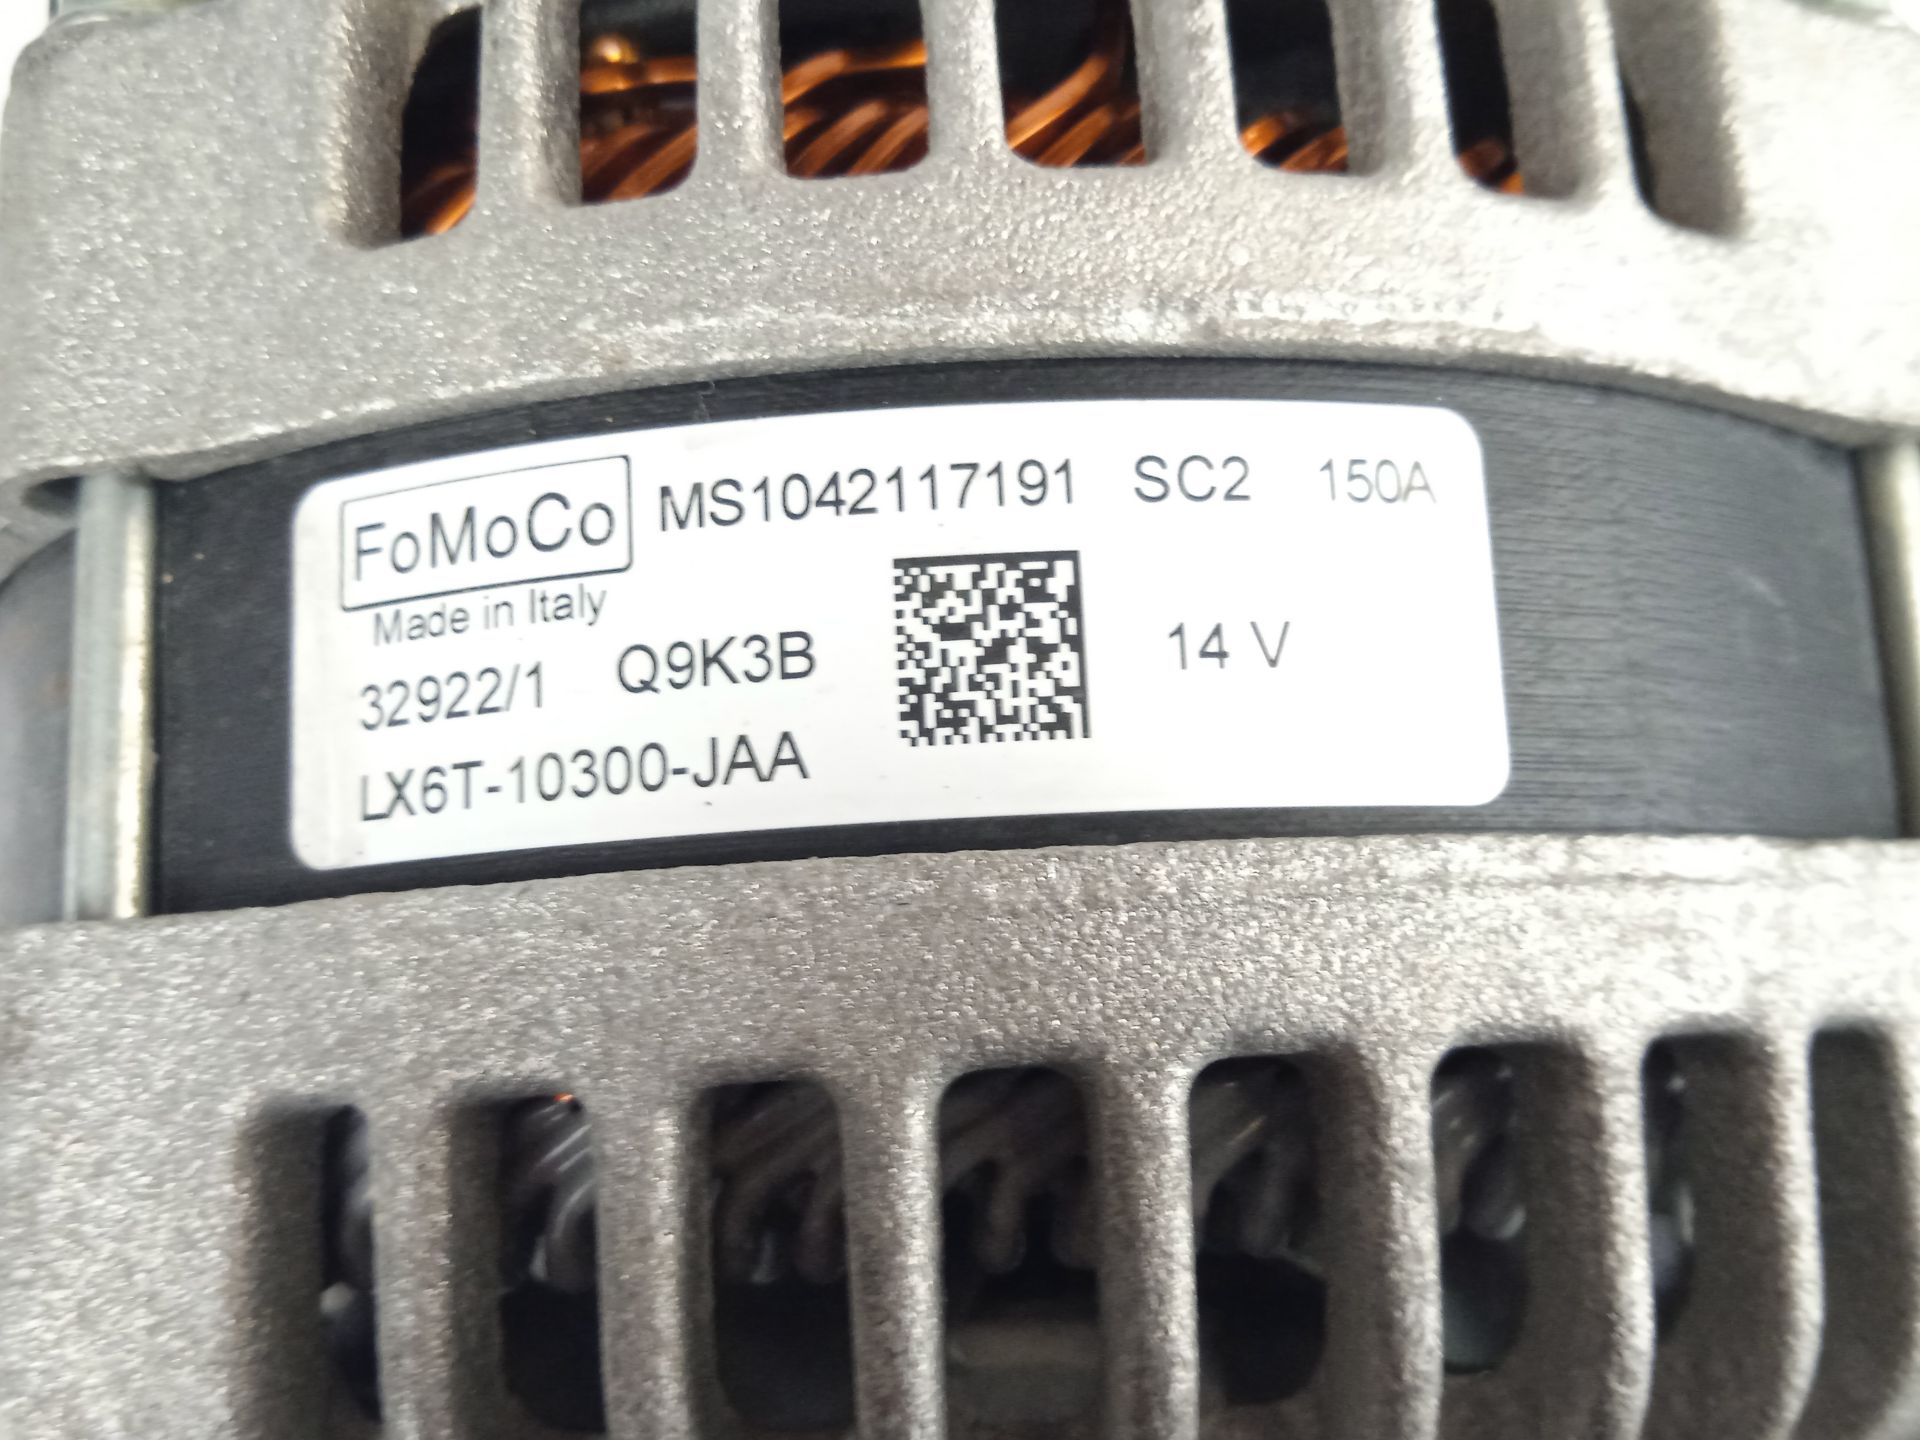 FoMoCo MS1042117191 SC2 150A
Made in Italy
32922/1 Q9K3B 14 V
LX6T-10300-JAA